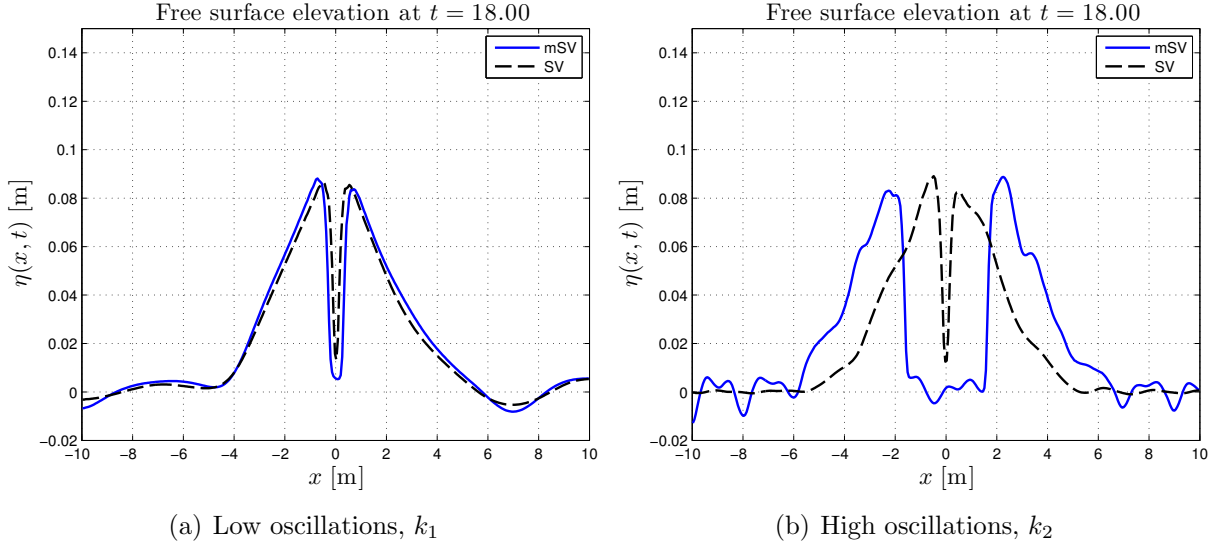 Free surface elevation at t = 18.00
mSV
SV
0.14
0.12
0.1
0.08
0.06
0.04
0.02
0
−0.02
η(x, t) [m]
−10 −8 −6 −4 −2 0 2 4 6 8 10
x [m]
(a) Low oscillations, k₁
Free surface elevation at t = 18.00
mSV
SV
0.14
0.12
0.1
0.08
0.06
0.04
0.02
0
−0.02
η(x, t) [m]
−10 −8 −6 −4 −2 0 2 4 6 8 10
x [m]
(b) High oscillations, k₂